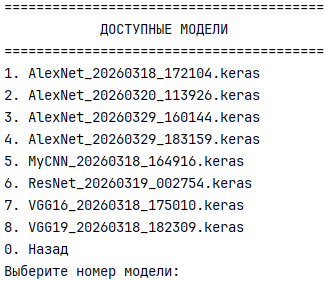 ========================================
ДОСТУПНЫЕ МОДЕЛИ
========================================
1. AlexNet_20260318_172104.keras
2. AlexNet_20260320_113926.keras
3. AlexNet_20260329_160144.keras
4. AlexNet_20260329_183159.keras
5. MyCNN_20260318_164916.keras
6. ResNet_20260319_002754.keras
7. VGG16_20260318_175010.keras
8. VGG19_20260318_182309.keras
0. Назад
Выберите номер модели: